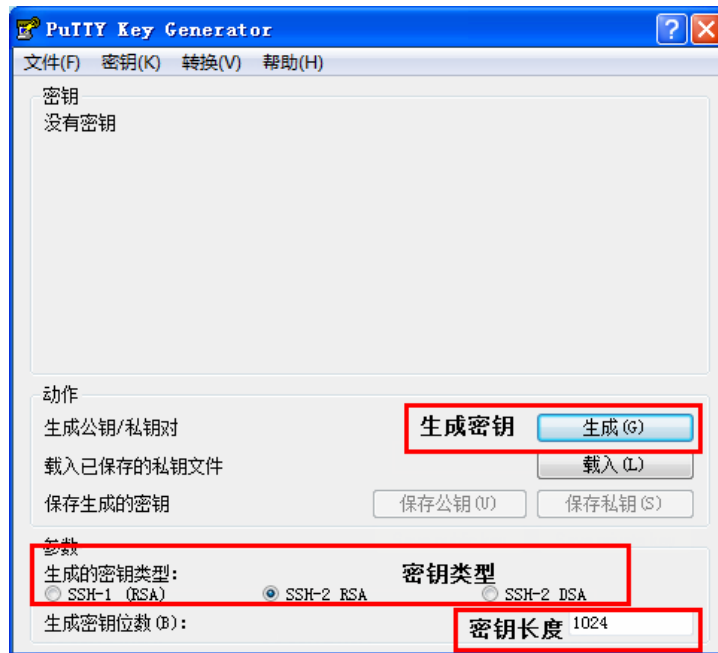 PuTTY Key Generator
文件(F) 密钥(K) 转换(V) 帮助(H)
密钥
没有密钥
动作
生成公钥/私钥对 生成密钥 生成(G)
载入已保存的私钥文件 载入(L)
保存生成的密钥 保存公钥(U) 保存私钥(S)
参数
生成的密钥类型: 密钥类型
SSH-1 (RSA) SSH-2 RSA SSH-2 DSA
生成密钥位数(B): 密钥长度 1024